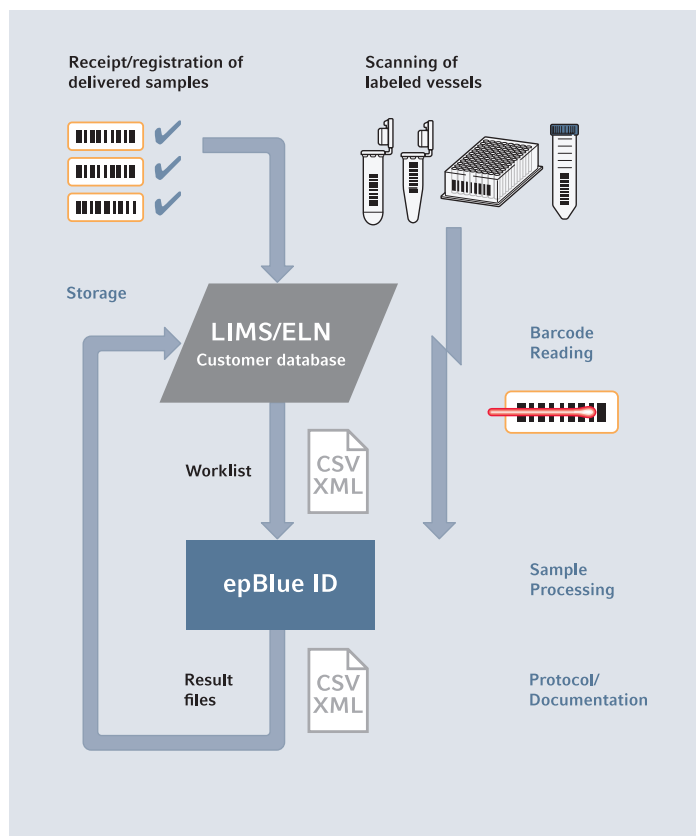 Receipt/registration of
delivered samples
Scanning of
labeled vessels
Storage
LIMS/ELN
Customer database
Barcode
Reading
Worklist
CSV
XML
epBlue ID
Sample
Processing
Result
files
CSV
XML
Protocol/
Documentation